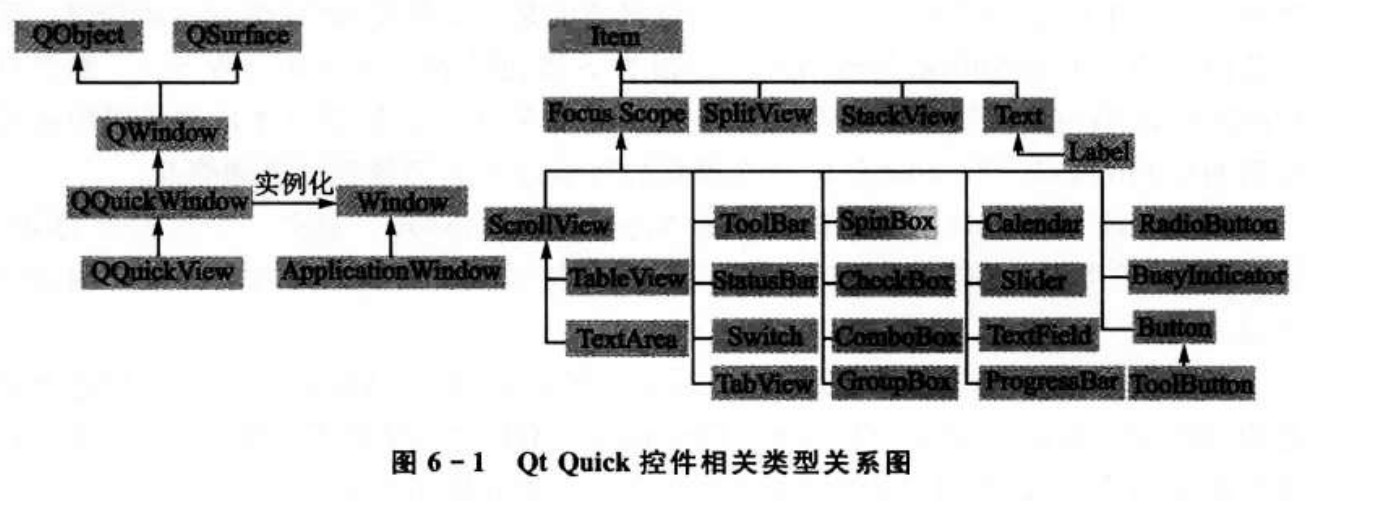 QObject QSurface Item
Focus Scope SplitView StackView Text
QWindow
Label
实例化
QQuickWindow Window
ScrollView ToolBar SpinBox Calendar RadioButton
QQuickView ApplicationWindow TableView StatusBar CheckBox Slider BusyIndicator
TextArea Switch ComboBox TextField Button
TabView GroupBox ProgressBar ToolButton
图 6-1 Qt Quick 控件相关类型关系图